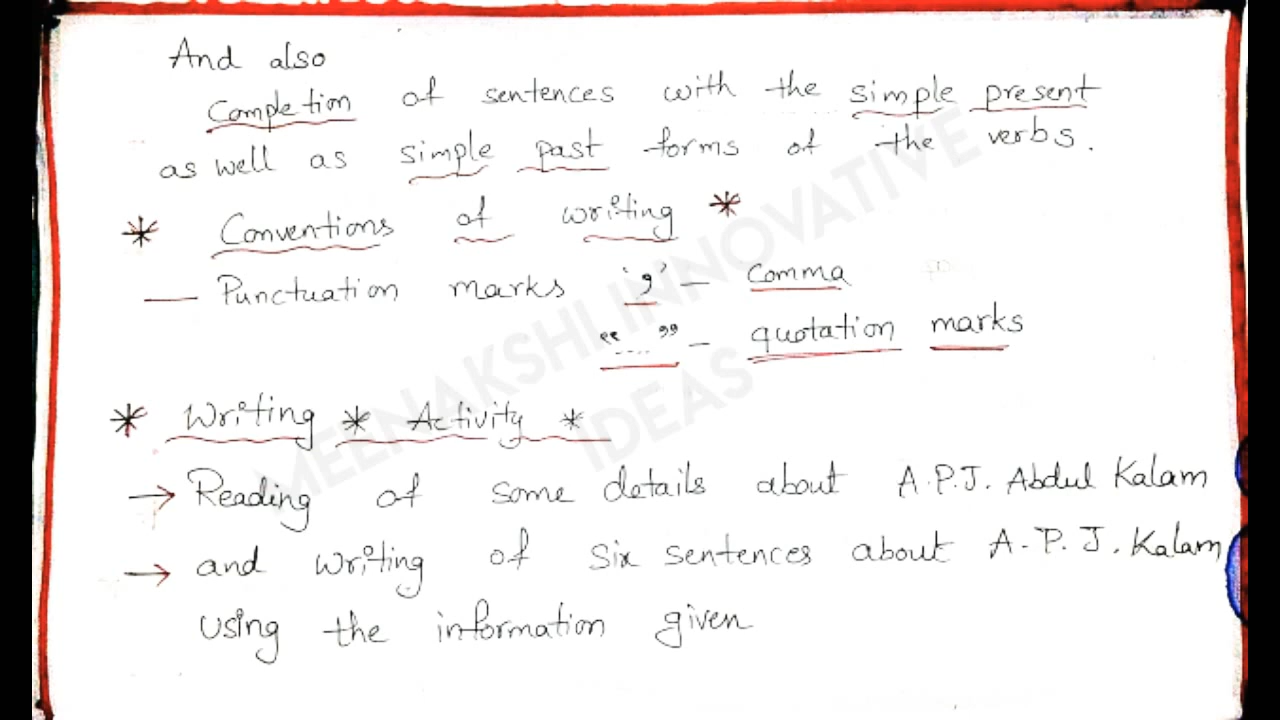 And also
Completion of sentences with the simple present
as well as simple past forms of the verbs.
* Conventions of writing *
— Punctuation marks ‘,’ – Comma
“....” – quotation marks
* Writing * Activity *
→ Reading of some details about A.P.J. Abdul Kalam
→ and writing of six sentences about A.P.J. Kalam
using the information given
MEENAKSHI INNOVATIVE
IDEAS